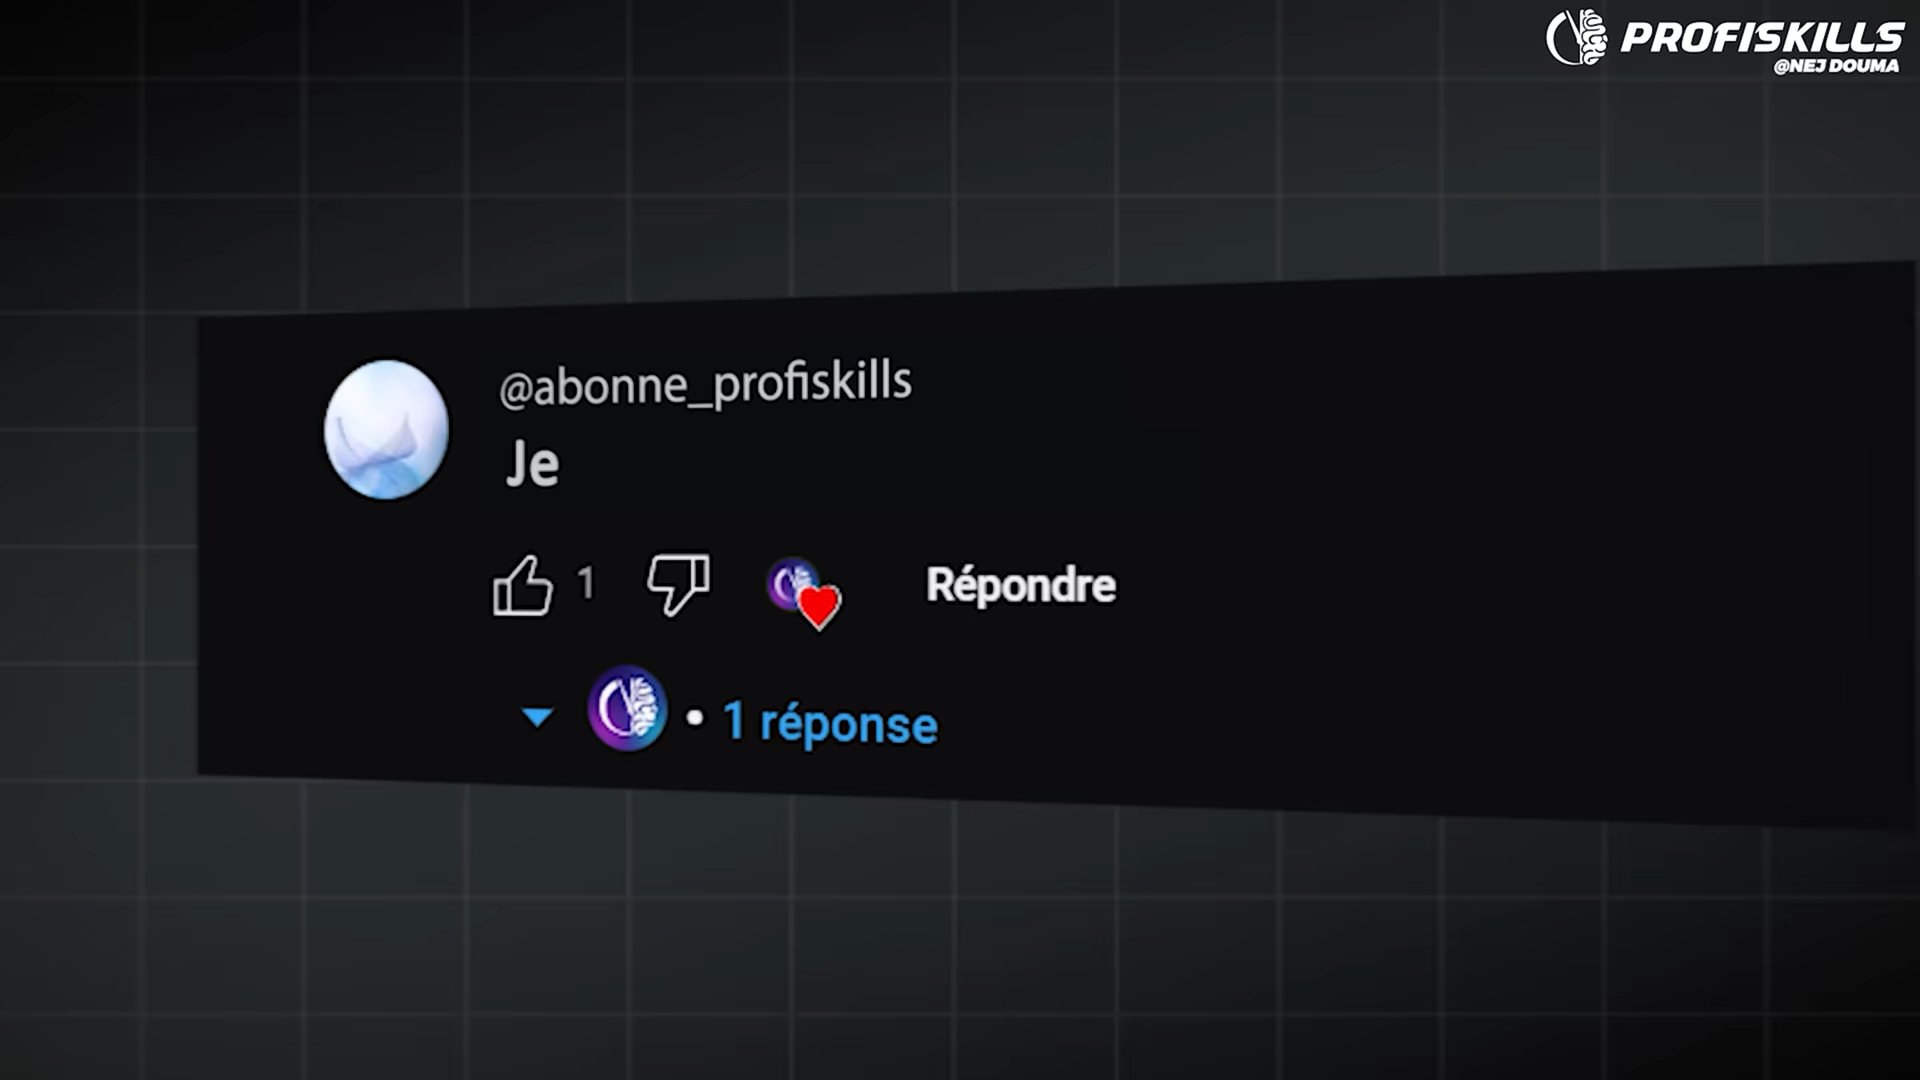 PROFISKILLS
@NEJ DOUMA
@abonne_profiskills
Je
1
Répondre
• 1 réponse